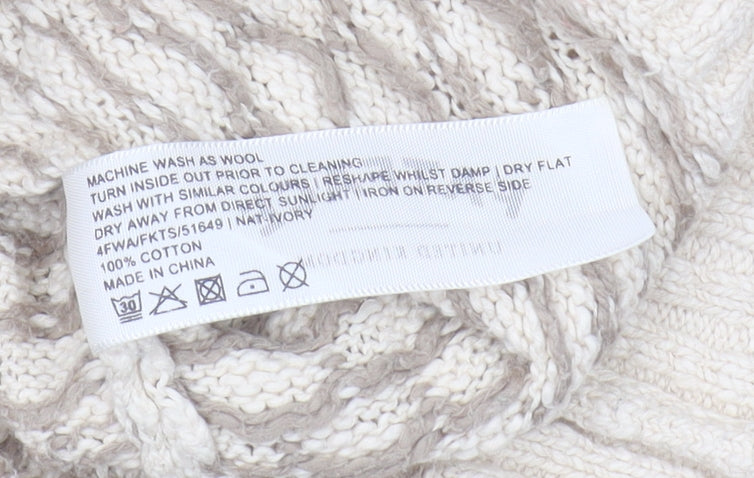 MACHINE WASH AS WOOL
TURN INSIDE OUT PRIOR TO CLEANING
WASH WITH SIMILAR COLOURS | RESHAPE WHILST DAMP | DRY FLAT
DRY AWAY FROM DIRECT SUNLIGHT | IRON ON REVERSE SIDE
4FWA/FKTS/51649 | NAT-IVORY
100% COTTON
MADE IN CHINA
30
UNITED KINGDOM